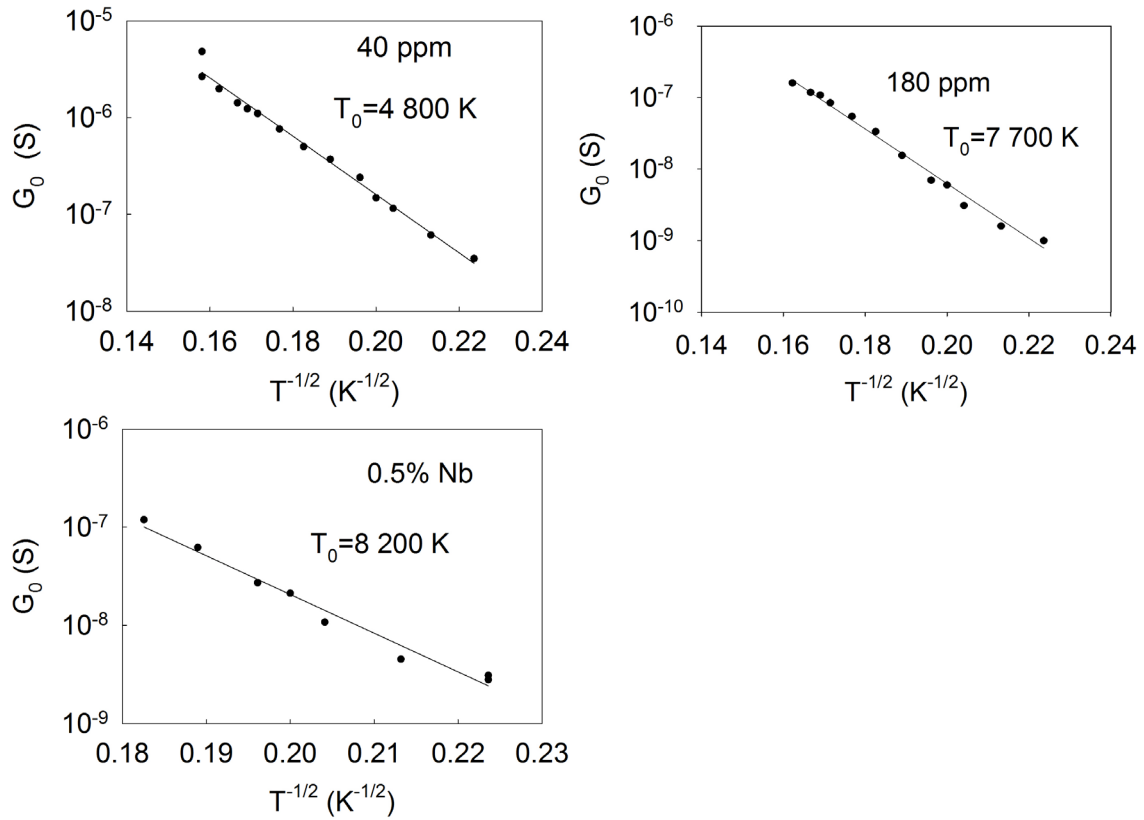 10⁻⁵
40 ppm
T₀=4 800 K
10⁻⁶
G₀ (S)
10⁻⁷
10⁻⁸
0.14 0.16 0.18 0.20 0.22 0.24
T⁻¹/² (K⁻¹/²)
10⁻⁶
180 ppm
10⁻⁷
T₀=7 700 K
G₀ (S)
10⁻⁸
10⁻⁹
10⁻¹⁰
0.14 0.16 0.18 0.20 0.22 0.24
T⁻¹/² (K⁻¹/²)
10⁻⁶
0.5% Nb
10⁻⁷
T₀=8 200 K
G₀ (S)
10⁻⁸
10⁻⁹
0.18 0.19 0.20 0.21 0.22 0.23
T⁻¹/² (K⁻¹/²)